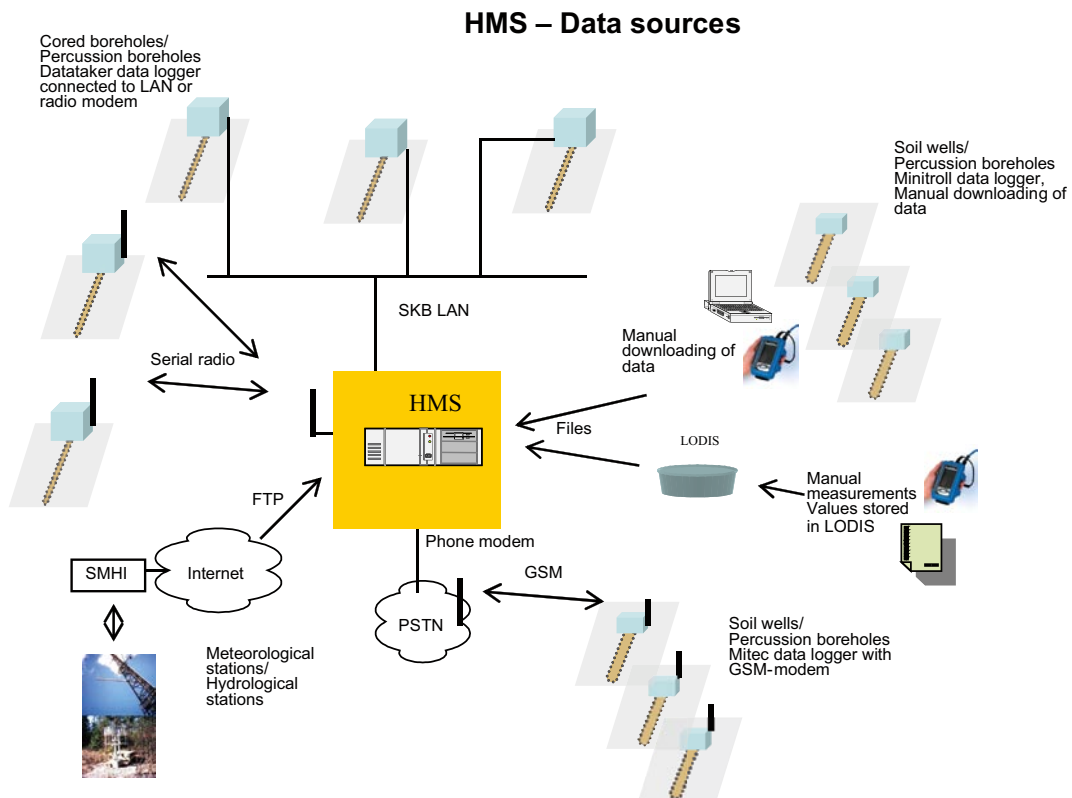 HMS – Data sources
Cored boreholes/
Percussion boreholes
Datataker data logger
connected to LAN or
radio modem
Soil wells/
Percussion boreholes
Minitroll data logger,
Manual downloading of
data
SKB LAN
Manual
downloading of
data
Serial radio
HMS
Files
LODIS
Manual
measurements
Values stored
in LODIS
FTP
Phone modem
SMHI
Internet
GSM
PSTN
Meteorological
stations/
Hydrological
stations
Soil wells/
Percussion boreholes
Mitec data logger with
GSM-modem